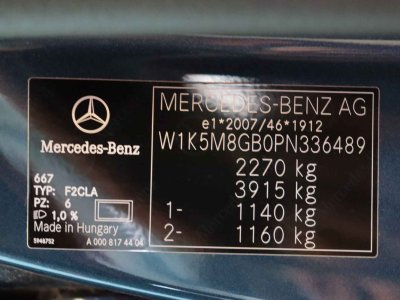 Mercedes-Benz
667
TYP: F2CLA
PZ: 6
1,0 %
Made in Hungary
A 000 817 44 04
MERCEDES-BENZ AG
e1*2007/46*1912
W1K5M8GB0PN336489
2270 kg
3915 kg
1- 1140 kg
2- 1160 kg